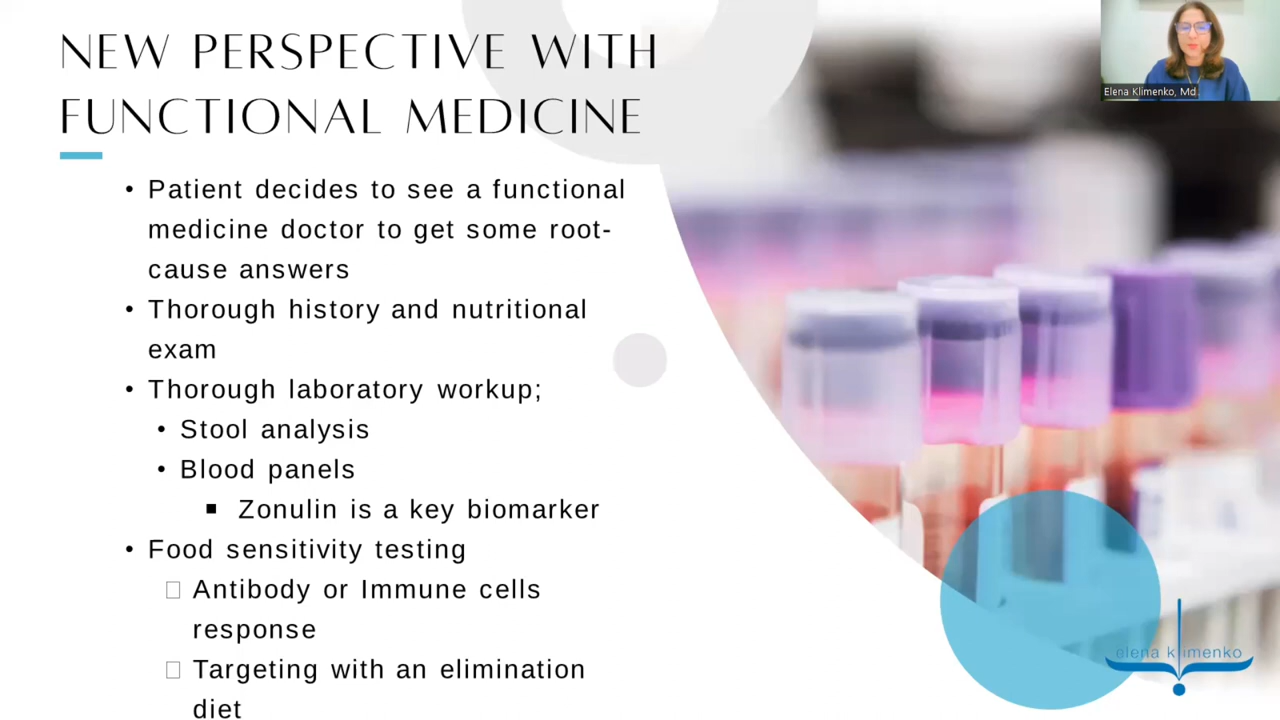 NEW PERSPECTIVE WITH
FUNCTIONAL MEDICINE
• Patient decides to see a functional
medicine doctor to get some root-
cause answers
• Thorough history and nutritional
exam
• Thorough laboratory workup;
• Stool analysis
• Blood panels
▪ Zonulin is a key biomarker
• Food sensitivity testing
□ Antibody or Immune cells
response
□ Targeting with an elimination
diet
Elena Klimenko, Md.
elena klimenko